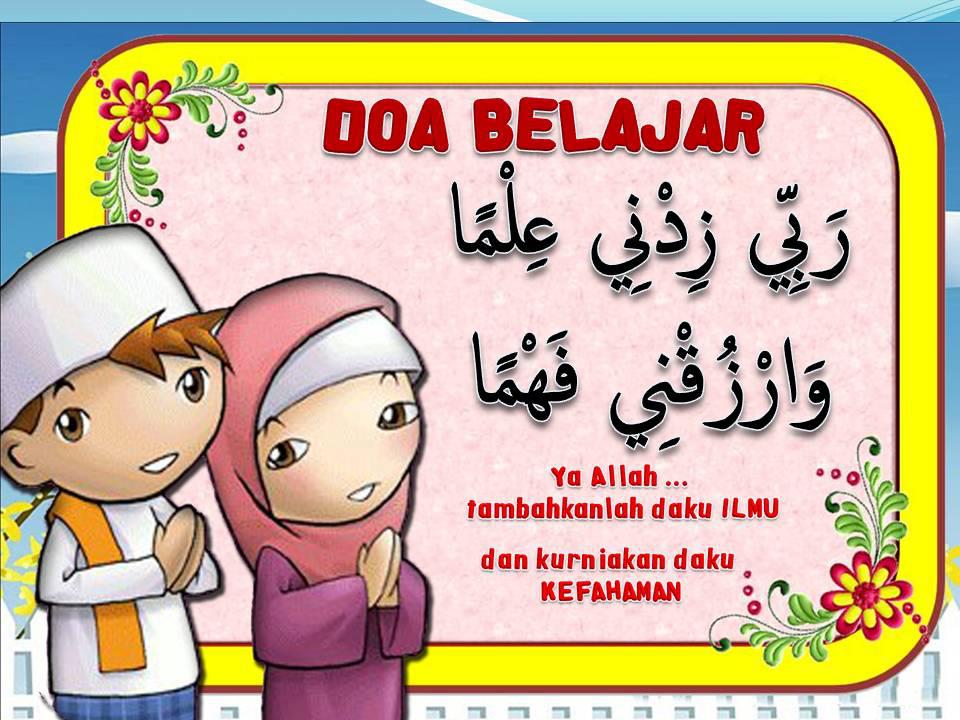 DOA BELAJAR
رَبِّي زِدْنِي عِلْمًا
وَارْزُقْنِي فَهْمًا
Ya Allah ...
tambahkanlah daku ILMU
dan kurniakan daku
KEFAHAMAN